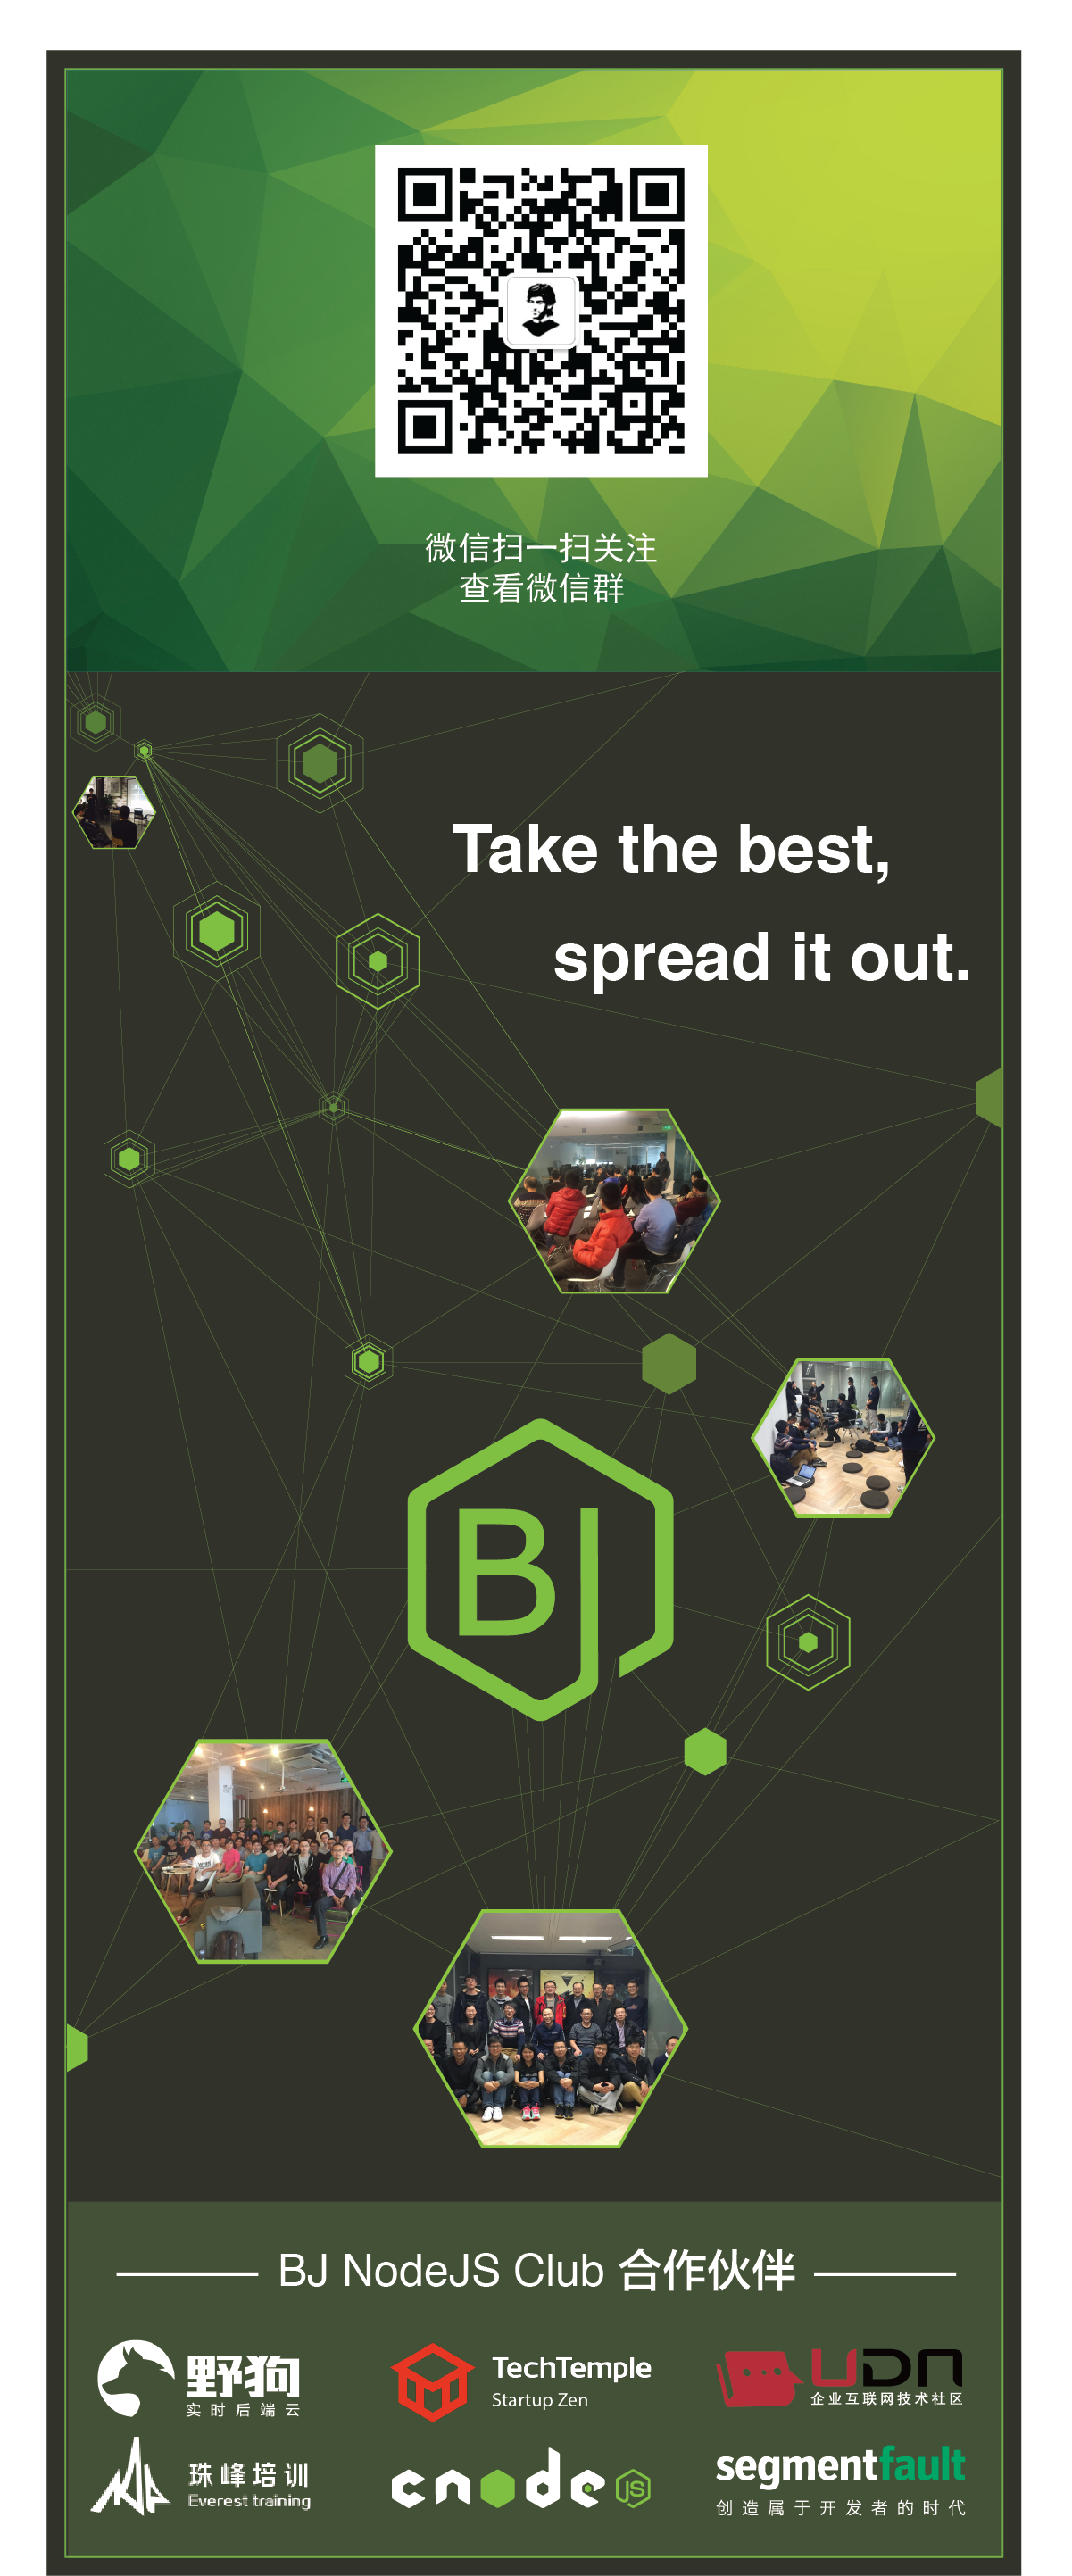 微信扫一扫关注
查看微信群
Take the best,
spread it out.
BJ
BJ NodeJS Club 合作伙伴
野狗
实时后端云
TechTemple
Startup Zen
UDN
企业互联网技术社区
珠峰培训
Everest training
cnode JS
segmentfault
创造属于开发者的时代